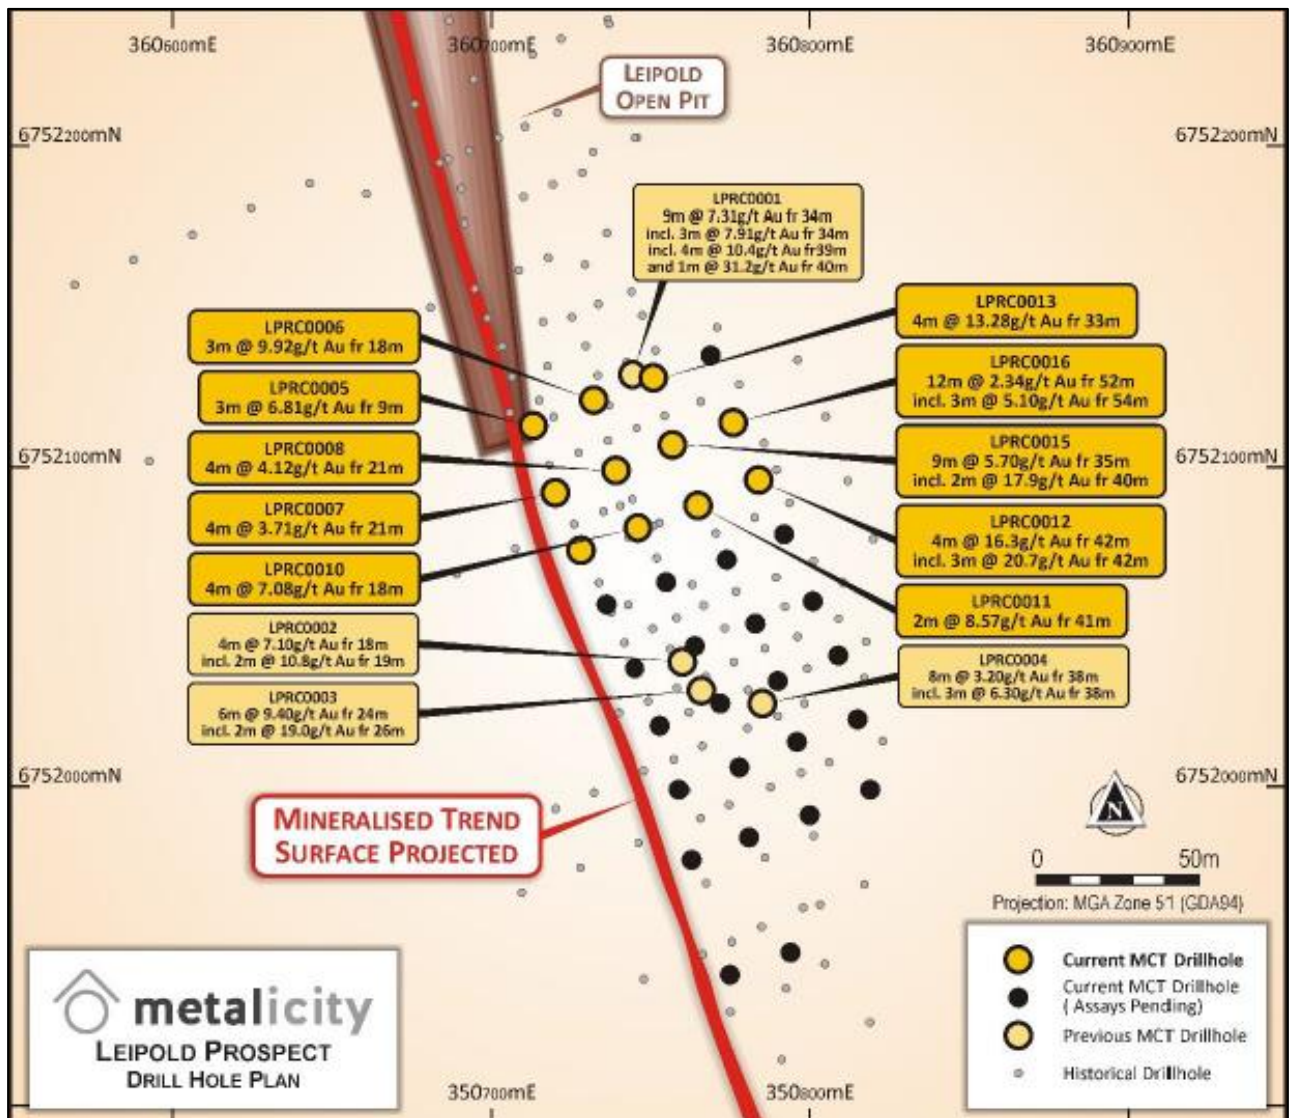 360600mE
360700mE
360800mE
360900mE
LEIPOLD
OPEN PIT
6752200mN
6752200mN
LPRC0001
9m @ 7.31g/t Au fr 34m
incl. 3m @ 7.91g/t Au fr 34m
incl. 4m @ 10.4g/t Au fr39m
and 1m @ 31.2g/t Au fr 40m
LPRC0006
3m @ 9.92g/t Au fr 18m
LPRC0013
4m @ 13.28g/t Au fr 33m
LPRC0005
3m @ 6.81g/t Au fr 9m
LPRC0016
12m @ 2.34g/t Au fr 52m
incl. 3m @ 5.10g/t Au fr 54m
LPRC0008
4m @ 4.12g/t Au fr 21m
LPRC0015
9m @ 5.70g/t Au fr 35m
incl. 2m @ 17.9g/t Au fr 40m
6752100mN
6752100mN
LPRC0007
4m @ 3.71g/t Au fr 21m
LPRC0012
4m @ 16.3g/t Au fr 42m
incl. 3m @ 20.7g/t Au fr 42m
LPRC0010
4m @ 7.08g/t Au fr 18m
LPRC0011
2m @ 8.57g/t Au fr 41m
LPRC0002
4m @ 7.10g/t Au fr 18m
incl. 2m @ 10.8g/t Au fr 19m
LPRC0004
8m @ 3.20g/t Au fr 38m
incl. 3m @ 6.30g/t Au fr 38m
LPRC0003
6m @ 9.40g/t Au fr 24m
incl. 2m @ 19.0g/t Au fr 26m
6752000mN
6752000mN
MINERALISED TREND
SURFACE PROJECTED
N
0 50m
Projection: MGA Zone 51 (GDA94)
Current MCT Drillhole
Current MCT Drillhole
( Assays Pending)
Previous MCT Drillhole
Historical Drillhole
metalicity
LEIPOLD PROSPECT
DRILL HOLE PLAN
350700mE
350800mE